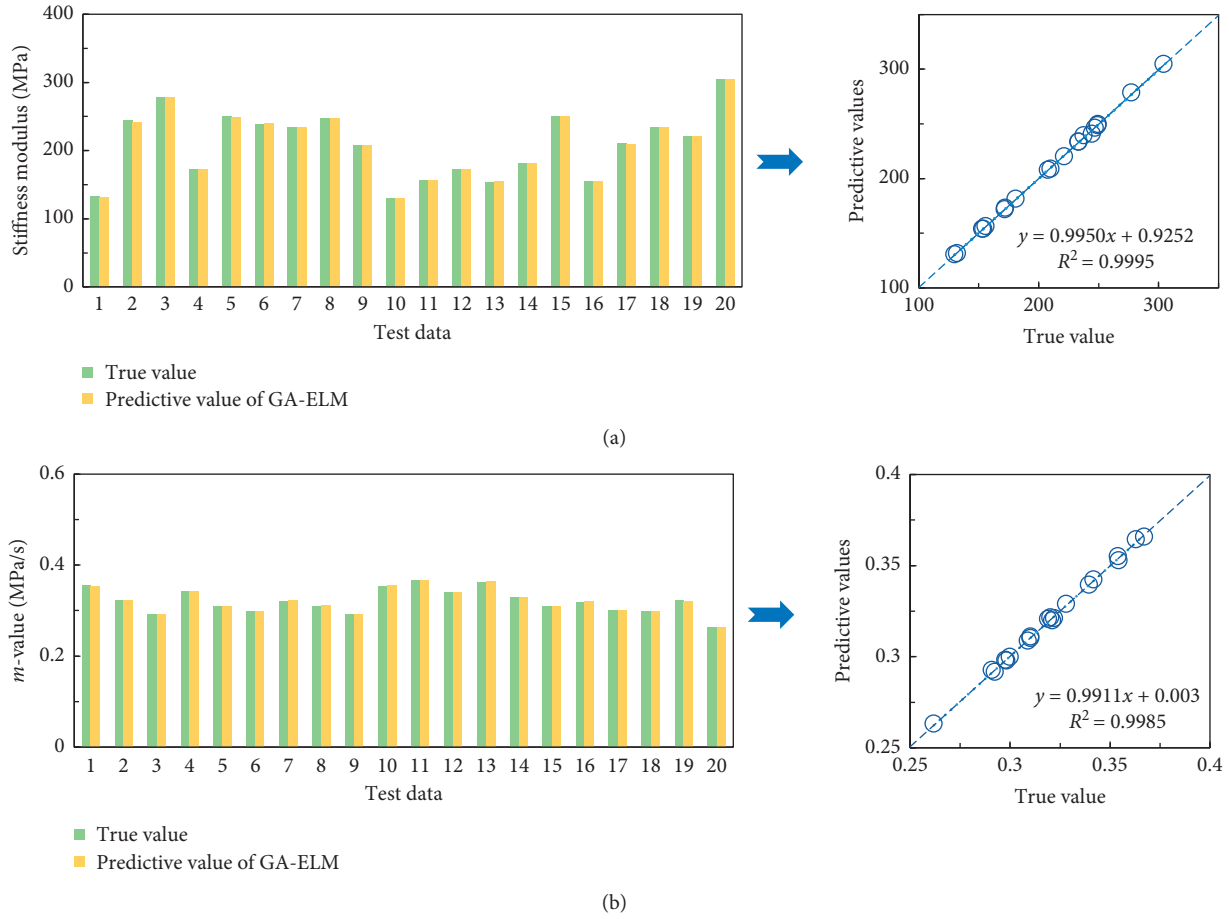 400
300
200
100
0
Stiffness modulus (MPa)
1 2 3 4 5 6 7 8 9 10 11 12 13 14 15 16 17 18 19 20
Test data
True value
Predictive value of GA-ELM
300
200
100
Predictive values
y = 0.9950x + 0.9252
R² = 0.9995
100 200 300
True value
(a)
0.6
0.4
0.2
0
m-value (MPa/s)
1 2 3 4 5 6 7 8 9 10 11 12 13 14 15 16 17 18 19 20
Test data
True value
Predictive value of GA-ELM
0.4
0.35
0.3
0.25
Predictive values
y = 0.9911x + 0.003
R² = 0.9985
0.25 0.3 0.35 0.4
True value
(b)